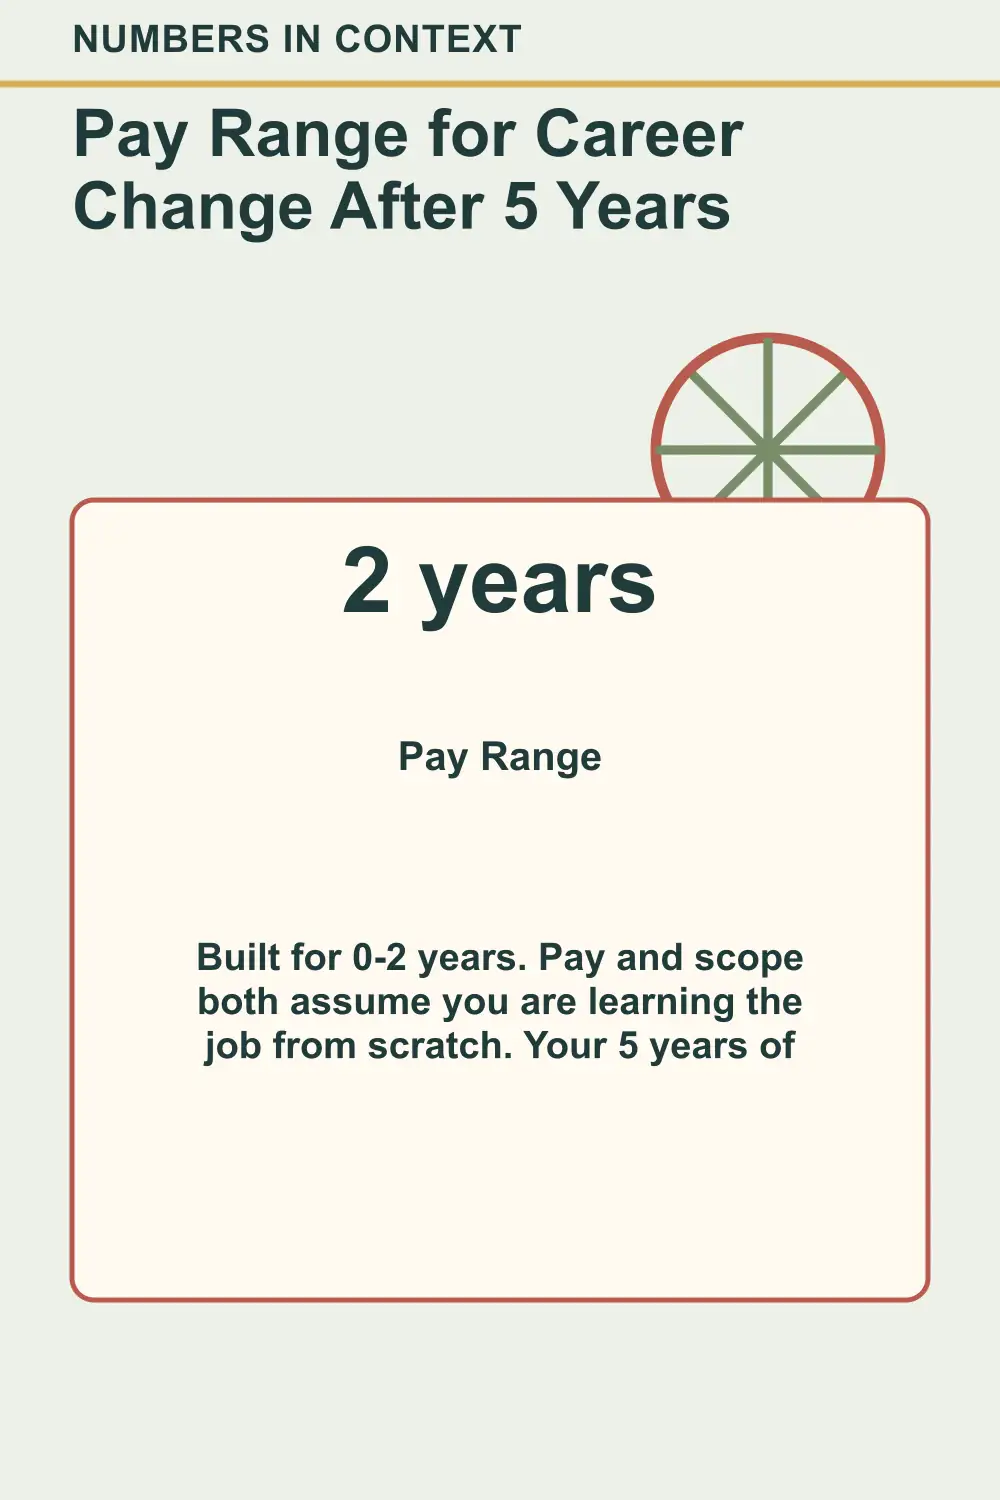 NUMBERS IN CONTEXT
Pay Range for Career
Change After 5 Years
2 years
Pay Range
Built for 0-2 years. Pay and scope
both assume you are learning the
job from scratch. Your 5 years of